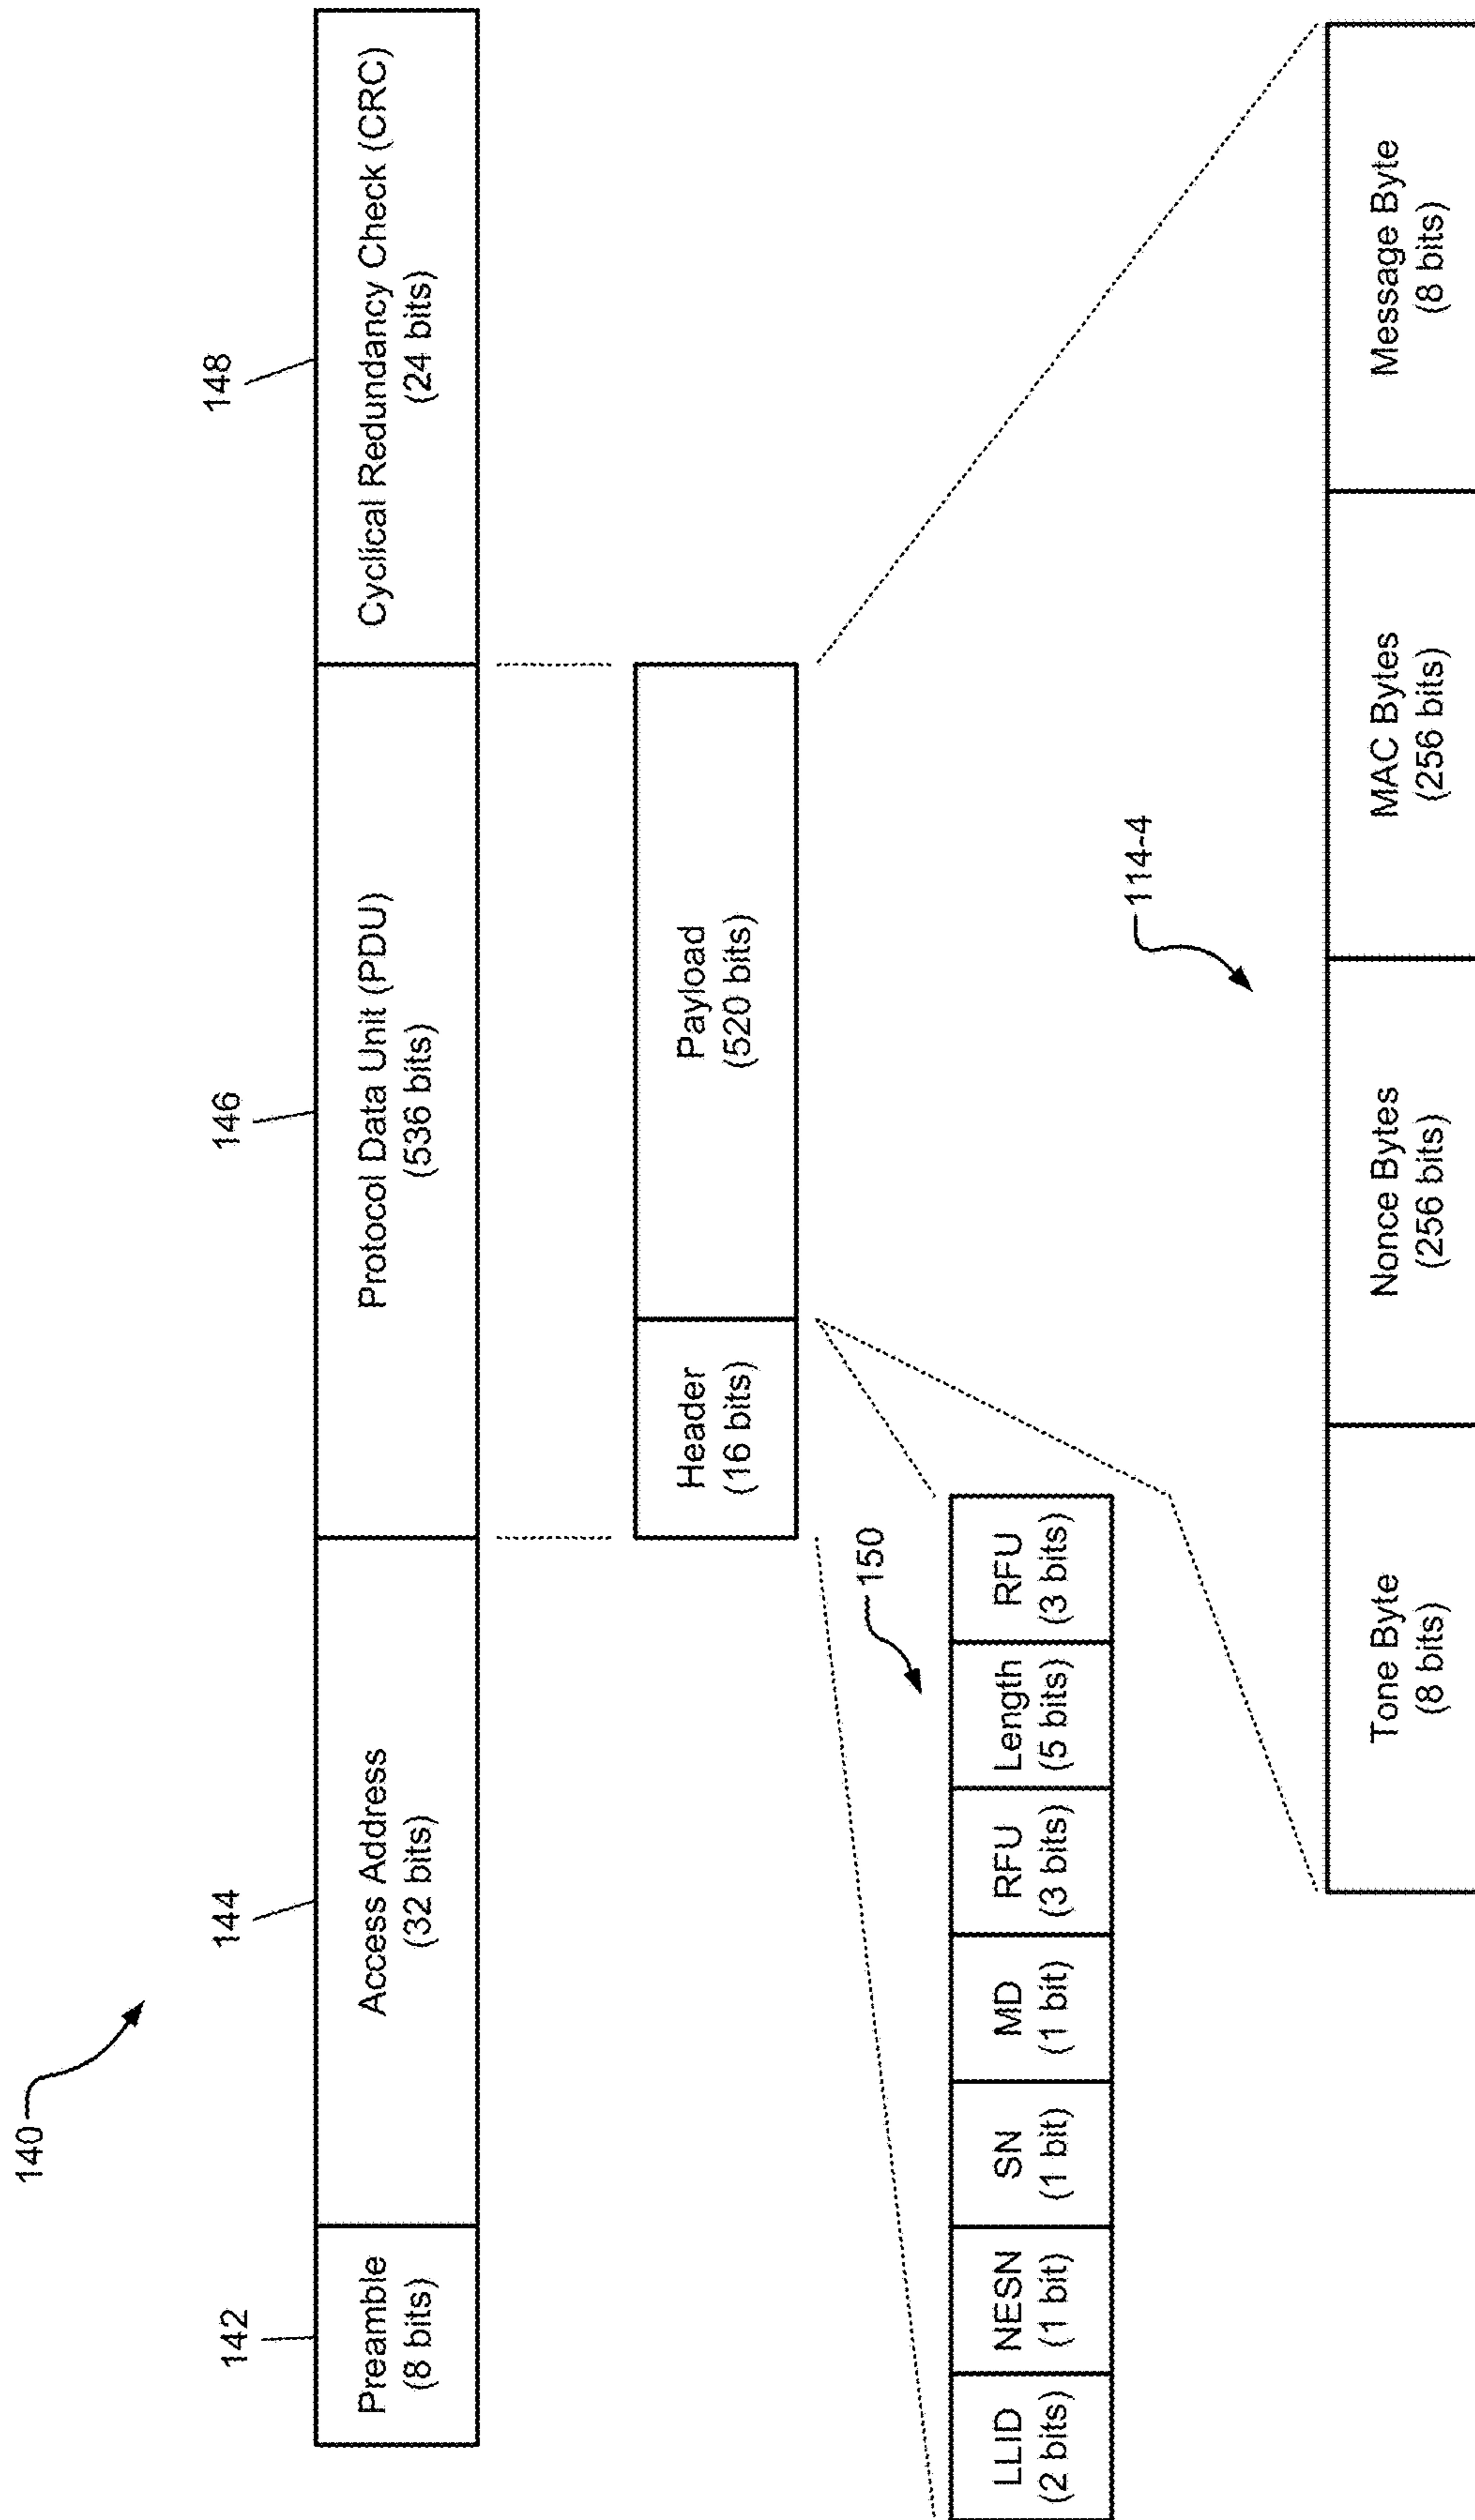 140
142
144
146
148
Preamble
(8 bits)
Access Address
(32 bits)
Protocol Data Unit (PDU)
(536 bits)
Cyclical Redundancy Check (CRC)
(24 bits)
Header
(16 bits)
Payload
(520 bits)
150
LLID
(2 bits)
NESN
(1 bit)
SN
(1 bit)
MD
(1 bit)
RFU
(3 bits)
Length
(5 bits)
RFU
(3 bits)
114-4
Tone Byte
(8 bits)
Nonce Bytes
(256 bits)
MAC Bytes
(256 bits)
Message Byte
(8 bits)